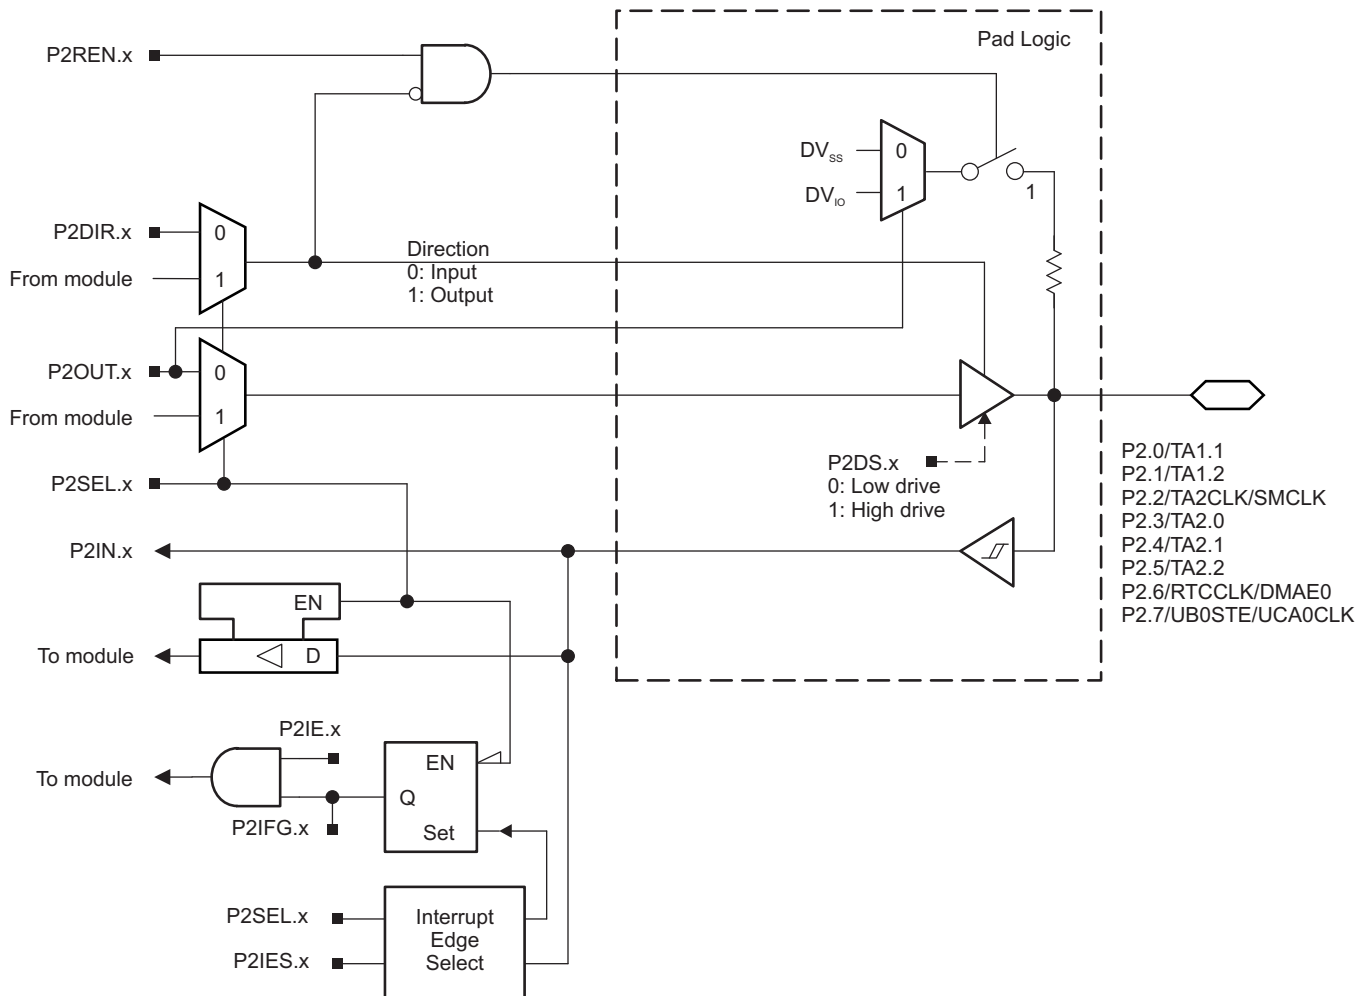 Pad Logic
P2REN.x
DVSS
0
DVIO
1
1
P2DIR.x
0
From module
1
Direction
0: Input
1: Output
P2OUT.x
0
From module
1
P2SEL.x
P2DS.x
0: Low drive
1: High drive
P2.0/TA1.1
P2.1/TA1.2
P2.2/TA2CLK/SMCLK
P2.3/TA2.0
P2.4/TA2.1
P2.5/TA2.2
P2.6/RTCCLK/DMAE0
P2.7/UB0STE/UCA0CLK
P2IN.x
EN
To module
D
P2IE.x
EN
To module
Q
P2IFG.x
Set
P2SEL.x
P2IES.x
Interrupt
Edge
Select